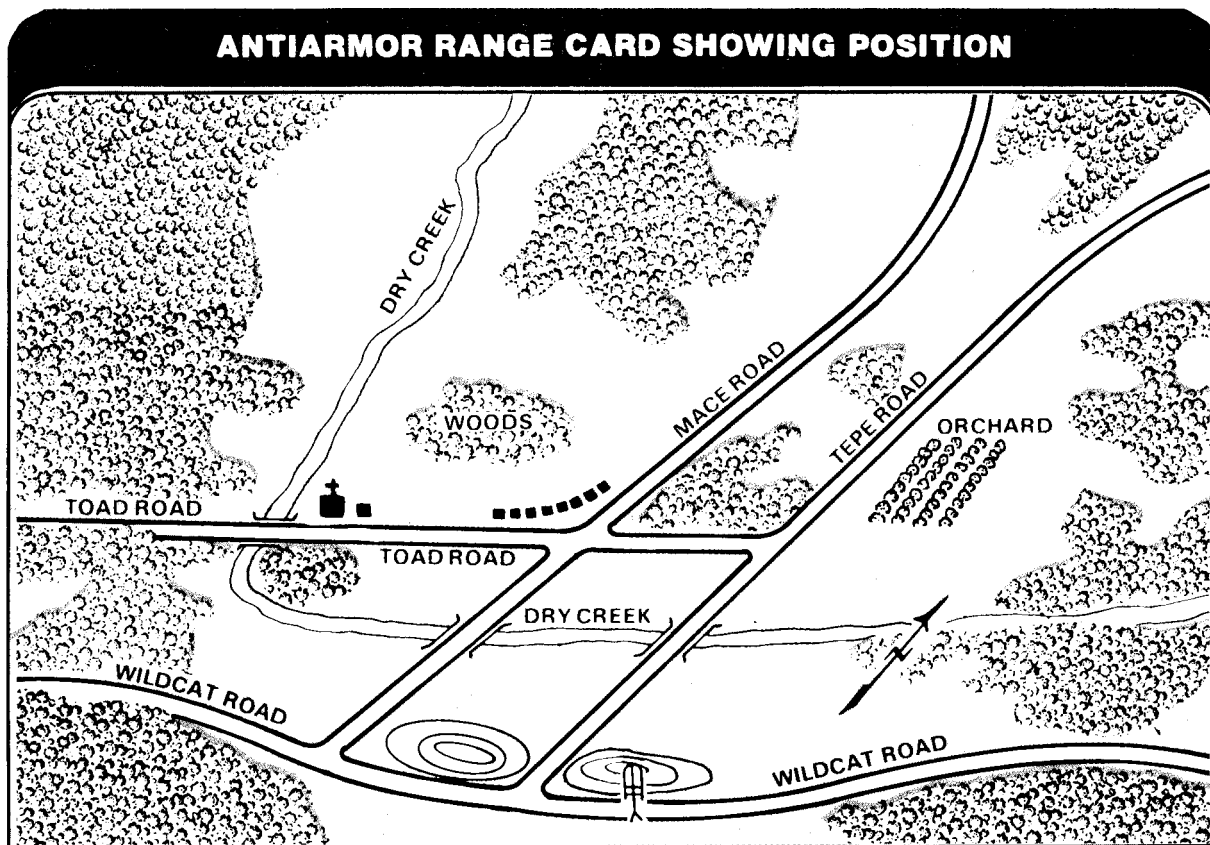 ANTIARMOR RANGE CARD SHOWING POSITION
DRY CREEK
MACE ROAD
TEPE ROAD
WOODS
ORCHARD
TOAD ROAD
TOAD ROAD
DRY CREEK
N
WILDCAT ROAD
WILDCAT ROAD